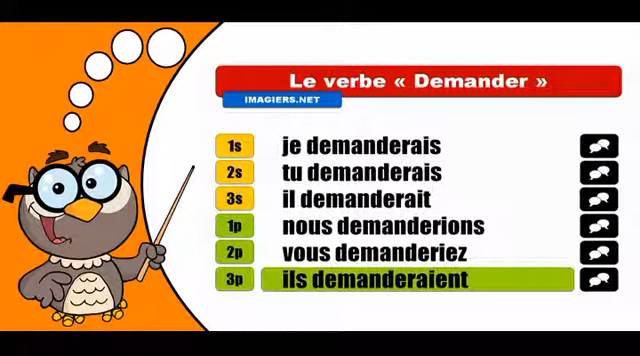 Le verbe « Demander »
IMAGIERS.NET
1s je demanderais
2s tu demanderais
3s il demanderait
1p nous demanderions
2p vous demanderiez
3p ils demanderaient